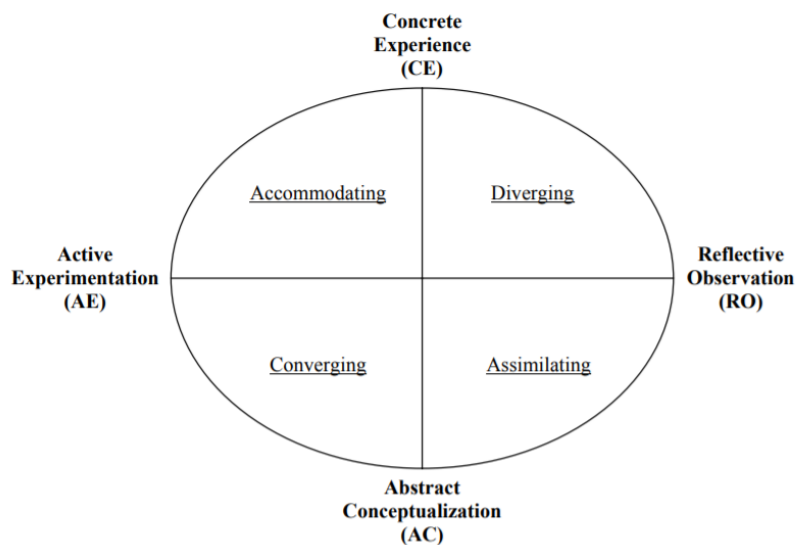 Concrete
Experience
(CE)
Accommodating
Diverging
Active
Experimentation
(AE)
Reflective
Observation
(RO)
Converging
Assimilating
Abstract
Conceptualization
(AC)